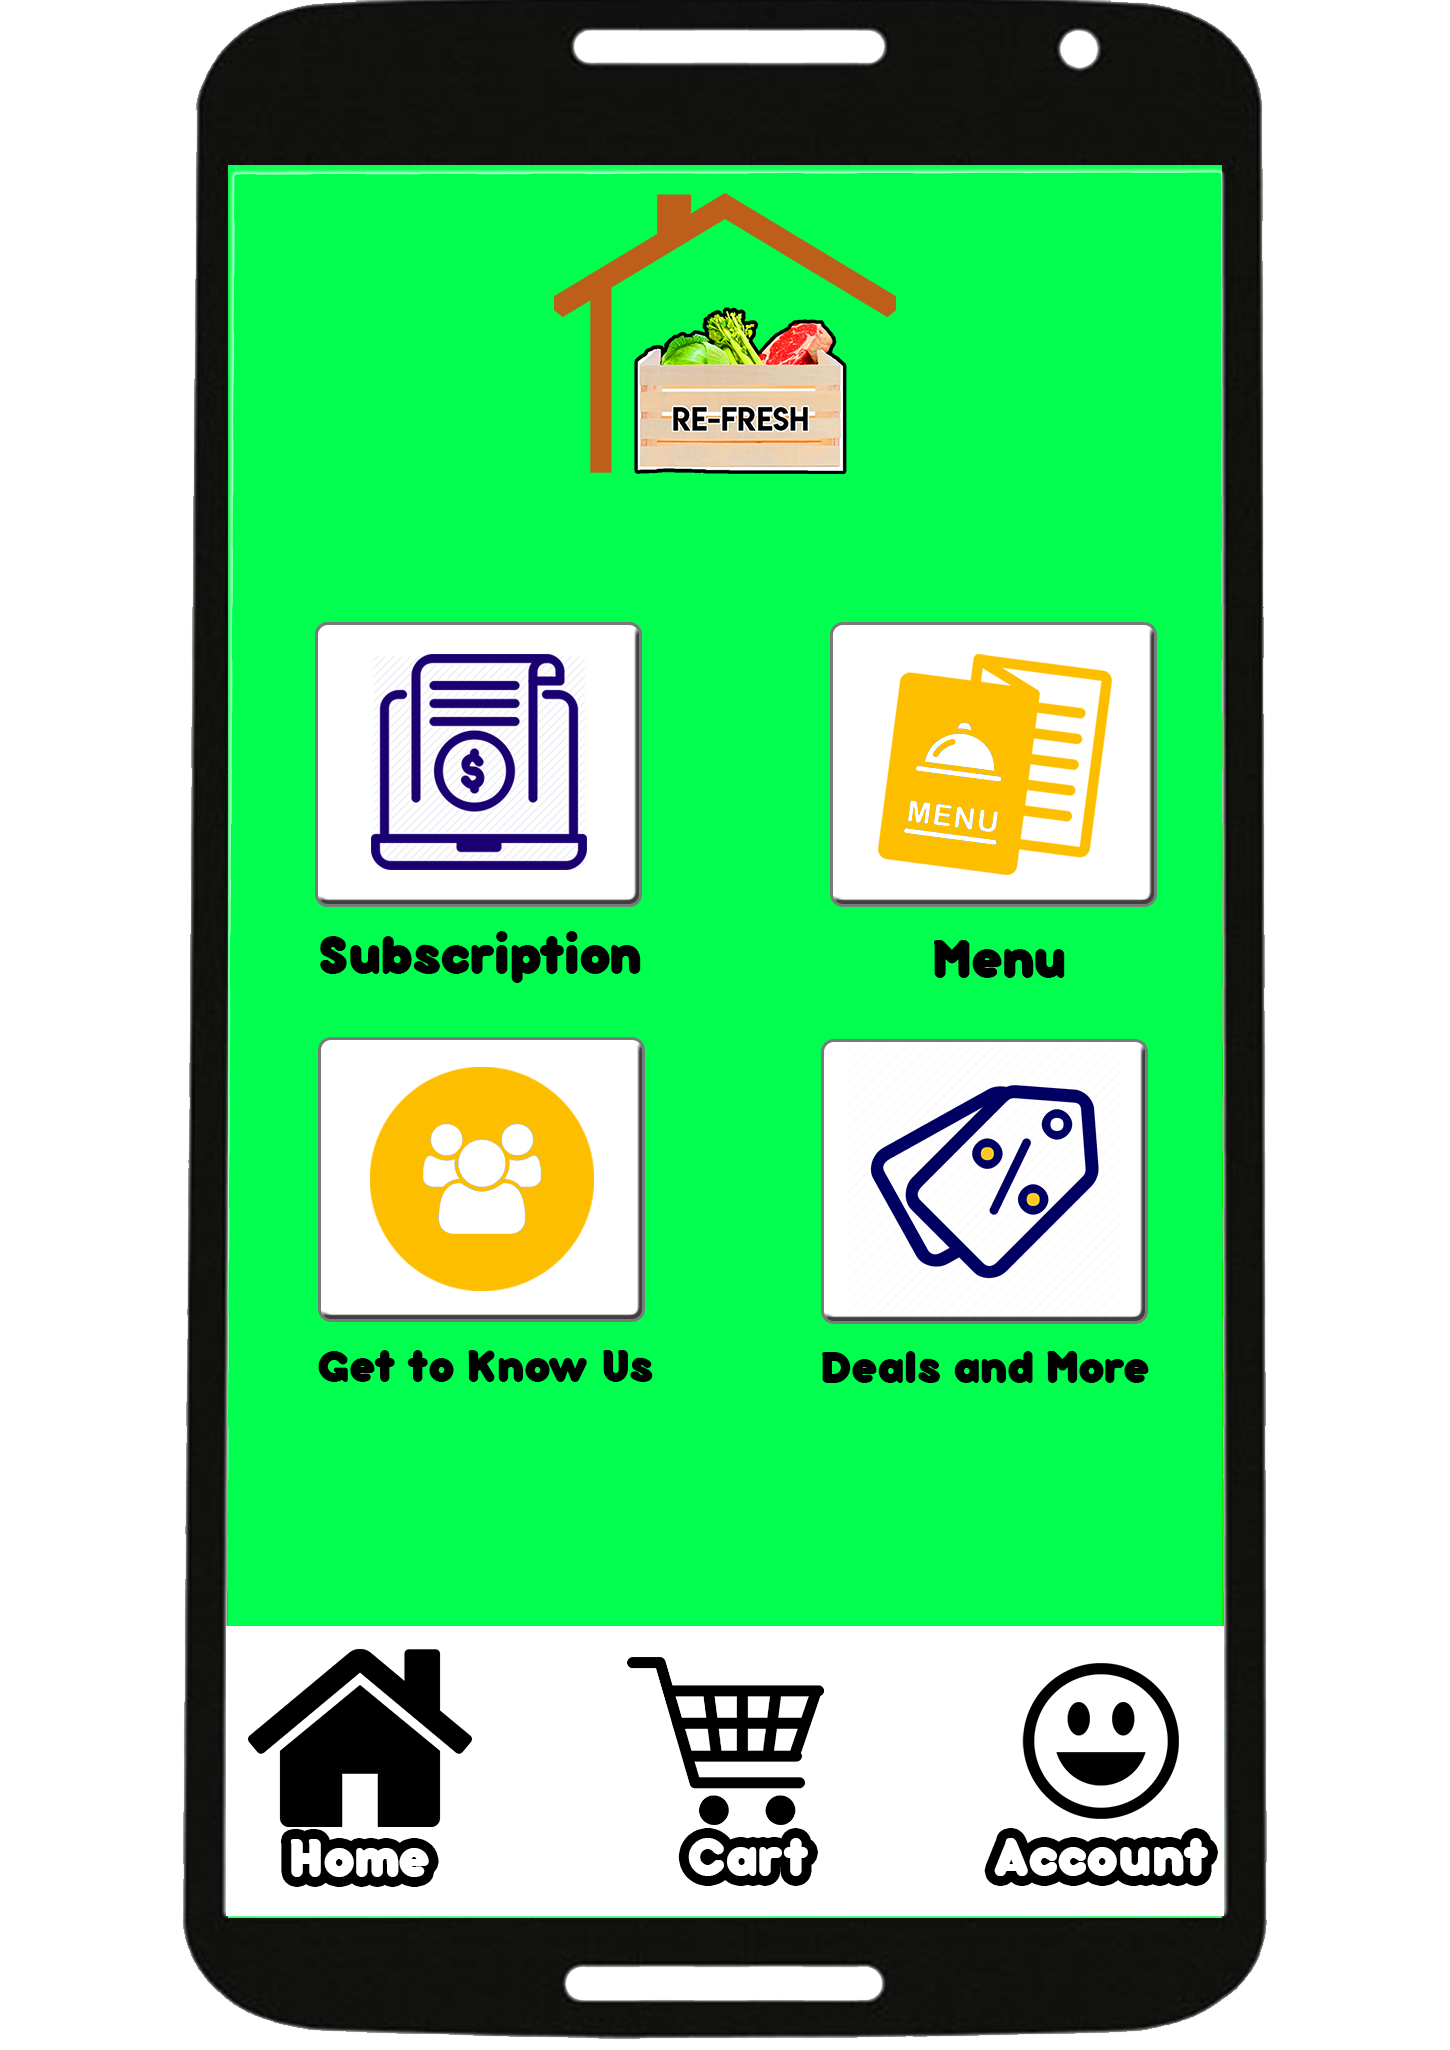 RE-FRESH
$
MENU
Subscription
Menu
%
Get to Know Us
Deals and More
Home
Cart
Account